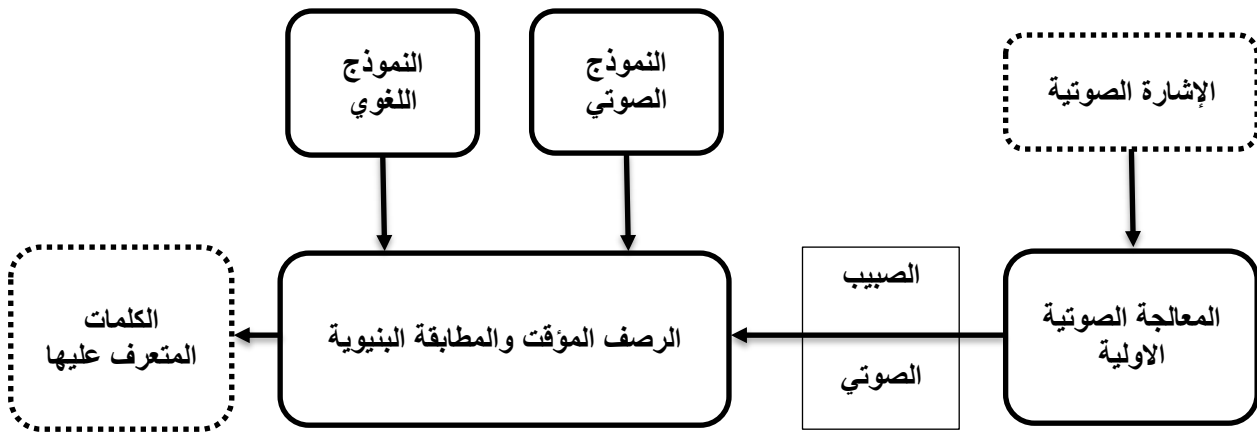 الإشارة الصوتية
المعالجة الصوتية
الاولية
الصبيب
الصوتي
النموذج
الصوتي
النموذج
اللغوي
الرصف المؤقت والمطابقة البنيوية
الكلمات
المتعرف عليها